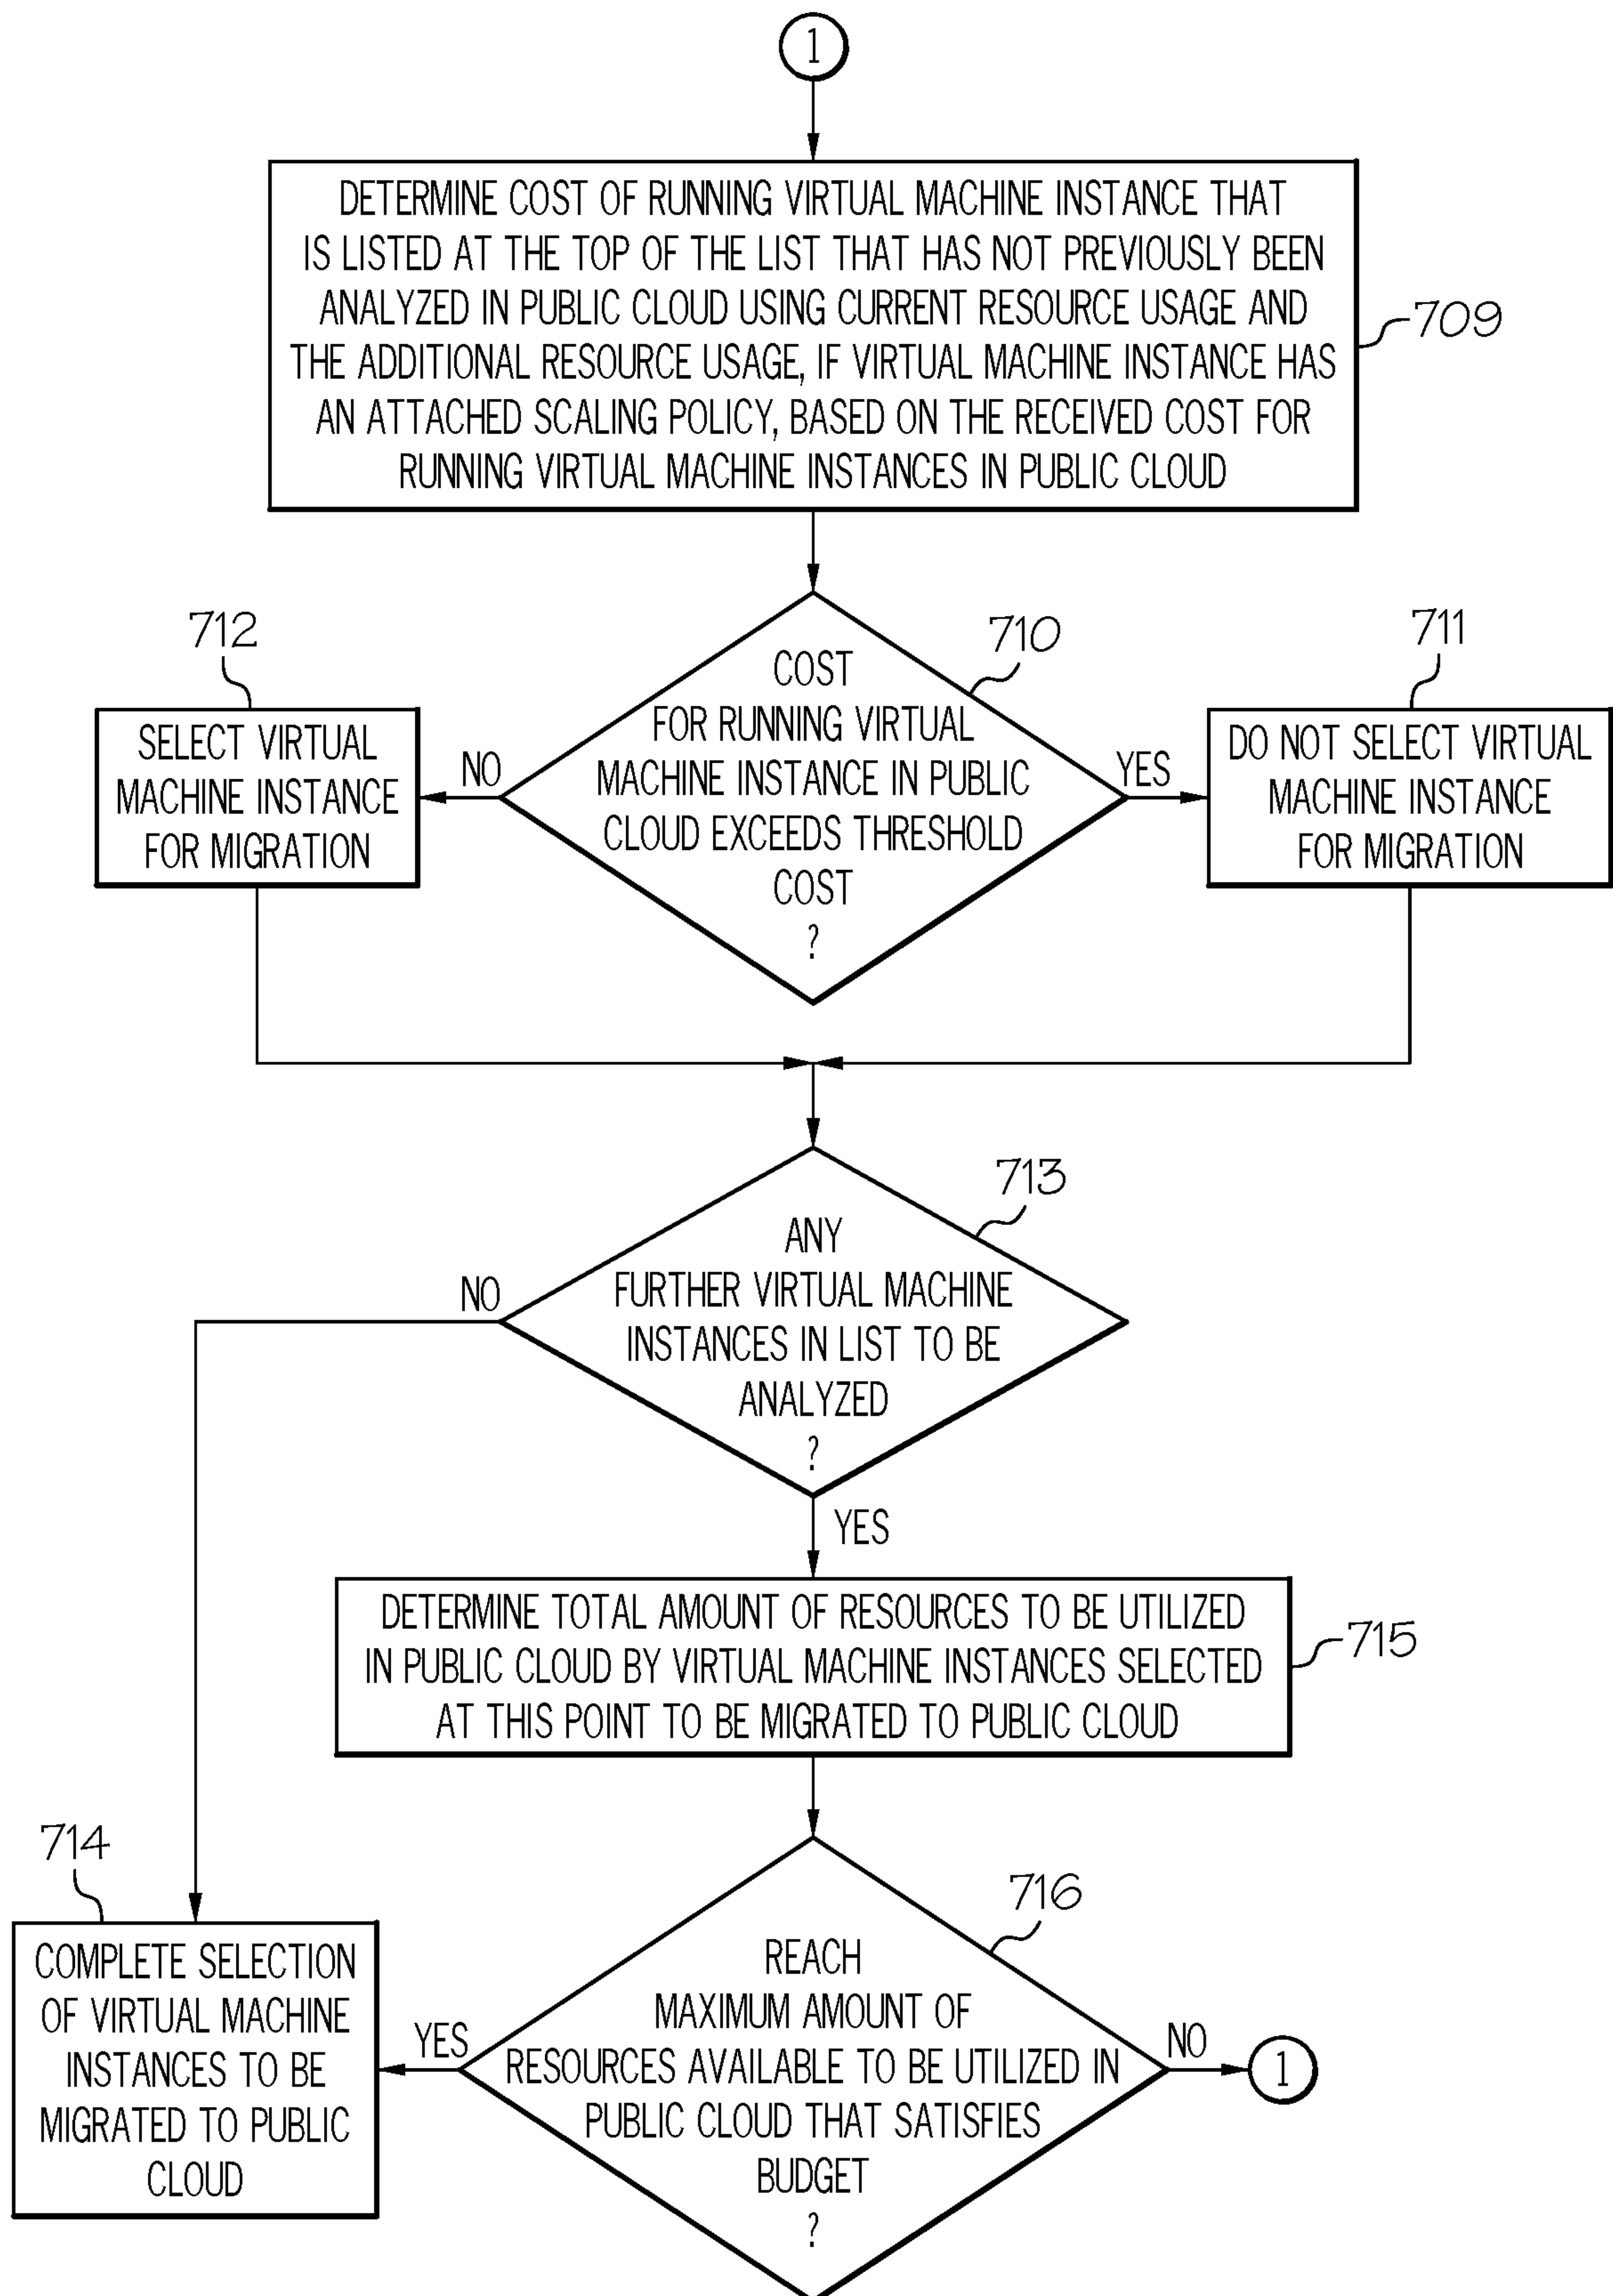 1
DETERMINE COST OF RUNNING VIRTUAL MACHINE INSTANCE THAT
IS LISTED AT THE TOP OF THE LIST THAT HAS NOT PREVIOUSLY BEEN
ANALYZED IN PUBLIC CLOUD USING CURRENT RESOURCE USAGE AND
THE ADDITIONAL RESOURCE USAGE, IF VIRTUAL MACHINE INSTANCE HAS
AN ATTACHED SCALING POLICY, BASED ON THE RECEIVED COST FOR
RUNNING VIRTUAL MACHINE INSTANCES IN PUBLIC CLOUD
709
712
SELECT VIRTUAL
MACHINE INSTANCE
FOR MIGRATION
NO
710
COST
FOR RUNNING VIRTUAL
MACHINE INSTANCE IN PUBLIC
CLOUD EXCEEDS THRESHOLD
COST
?
YES
711
DO NOT SELECT VIRTUAL
MACHINE INSTANCE
FOR MIGRATION
713
ANY
FURTHER VIRTUAL MACHINE
INSTANCES IN LIST TO BE
ANALYZED
?
NO
YES
DETERMINE TOTAL AMOUNT OF RESOURCES TO BE UTILIZED
IN PUBLIC CLOUD BY VIRTUAL MACHINE INSTANCES SELECTED
AT THIS POINT TO BE MIGRATED TO PUBLIC CLOUD
715
714
COMPLETE SELECTION
OF VIRTUAL MACHINE
INSTANCES TO BE
MIGRATED TO PUBLIC
CLOUD
YES
716
REACH
MAXIMUM AMOUNT OF
RESOURCES AVAILABLE TO BE UTILIZED IN
PUBLIC CLOUD THAT SATISFIES
BUDGET
?
NO
1